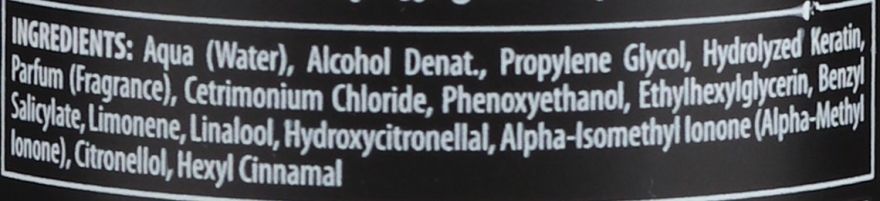 INGREDIENTS: Aqua (Water), Alcohol Denat., Propylene Glycol, Hydrolyzed Keratin,
Parfum (Fragrance), Cetrimonium Chloride, Phenoxyethanol, Ethylhexylglycerin, Benzyl
Salicylate, Limonene, Linalool, Hydroxycitronellal, Alpha-Isomethyl Ionone (Alpha-Methyl
Ionone), Citronellol, Hexyl Cinnamal